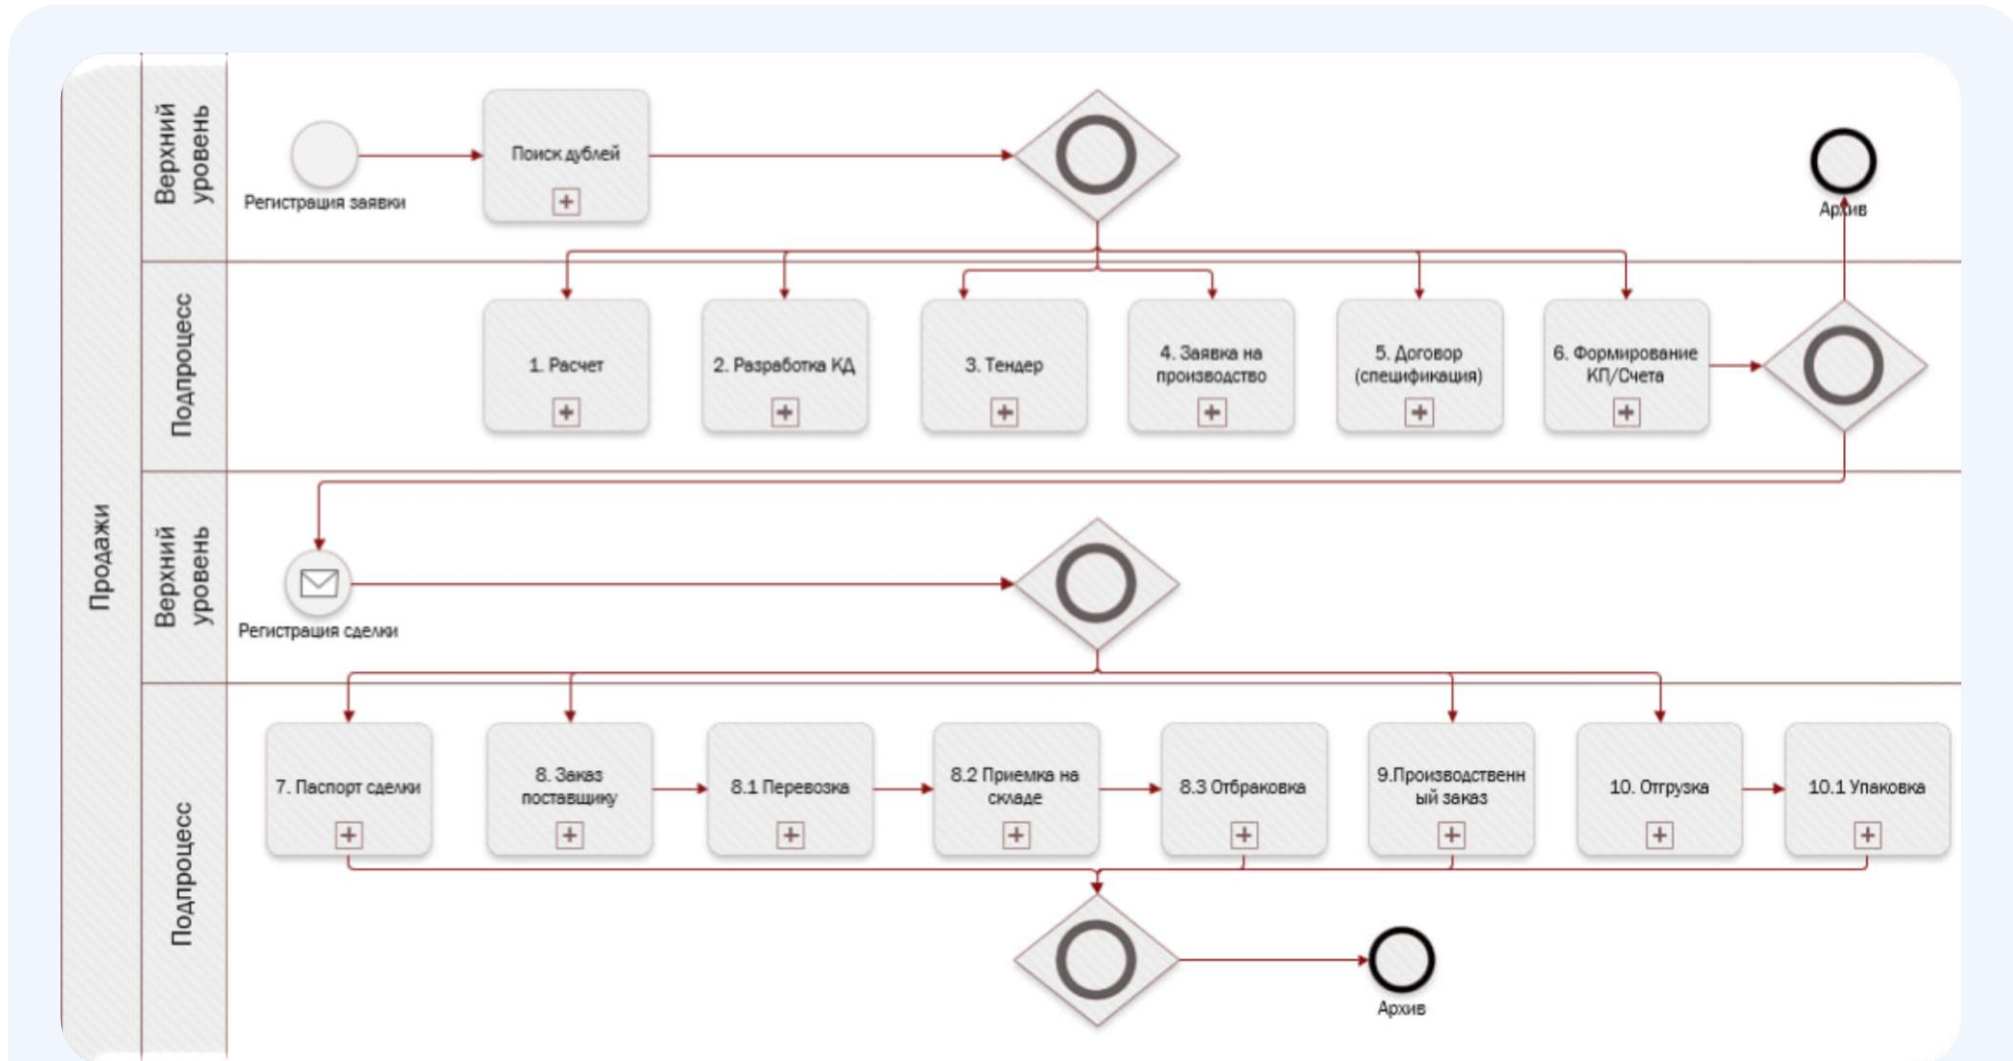 Продажи
Верхний
уровень
Регистрация заявки
Поиск дублей
Архив
Подпроцесс
1. Расчет
2. Разработка КД
3. Тендер
4. Заявка на
производство
5. Договор
(спецификация)
6. Формирование
КП/Счета
Верхний
уровень
Регистрация сделки
Подпроцесс
7. Паспорт сделки
8. Заказ
поставщику
8.1 Перевозка
8.2 Приемка на
складе
8.3 Отбраковка
9.Производственн
ый заказ
10. Отгрузка
10.1 Упаковка
Архив